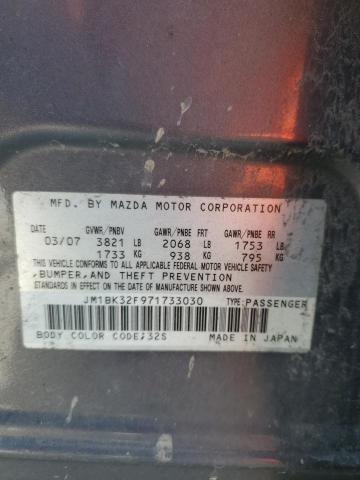 MFD. BY MAZDA MOTOR CORPORATION
DATE GVWR/PNBV GAWR/PNBE FRT GAWR/PNBE RR
03/07 3821 LB 2068 LB 1753 LB
1733 KG 938 KG 795 KG
THIS VEHICLE CONFORMS TO ALL APPLICABLE FEDERAL MOTOR VEHICLE SAFETY
,BUMPER,AND THEFT PREVENTION
STANDARDS IN EFFECT ON THE DATE OF MANUFACTURE SHOWN ABOVE.
JM1BK32F971733030 TYPE:PASSENGER
BODY COLOR CODE;32S MADE IN JAPAN